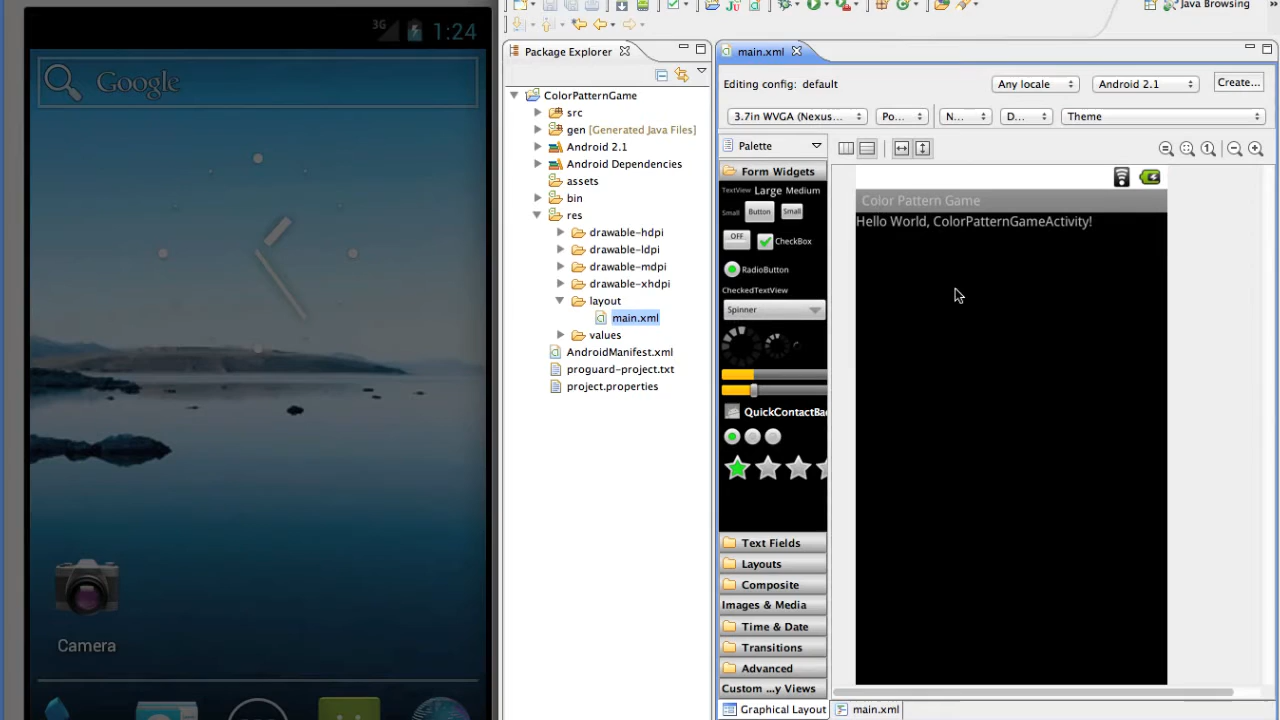 3G
1:24
Google
Camera
Package Explorer
ColorPatternGame
src
gen [Generated Java Files]
Android 2.1
Android Dependencies
assets
bin
res
drawable-hdpi
drawable-ldpi
drawable-mdpi
drawable-xhdpi
layout
main.xml
values
AndroidManifest.xml
proguard-project.txt
project.properties
Java Browsing
main.xml
Editing config: default
Any locale
Android 2.1
Create...
3.7in WVGA (Nexus...
Po...
N...
D...
Theme
Palette
Form Widgets
TextView Large Medium
Small Button Small
OFF CheckBox
RadioButton
CheckedTextView
Spinner
QuickContactBa
Text Fields
Layouts
Composite
Images & Media
Time & Date
Transitions
Advanced
Custom ...y Views
Color Pattern Game
Hello World, ColorPatternGameActivity!
Graphical Layout
main.xml